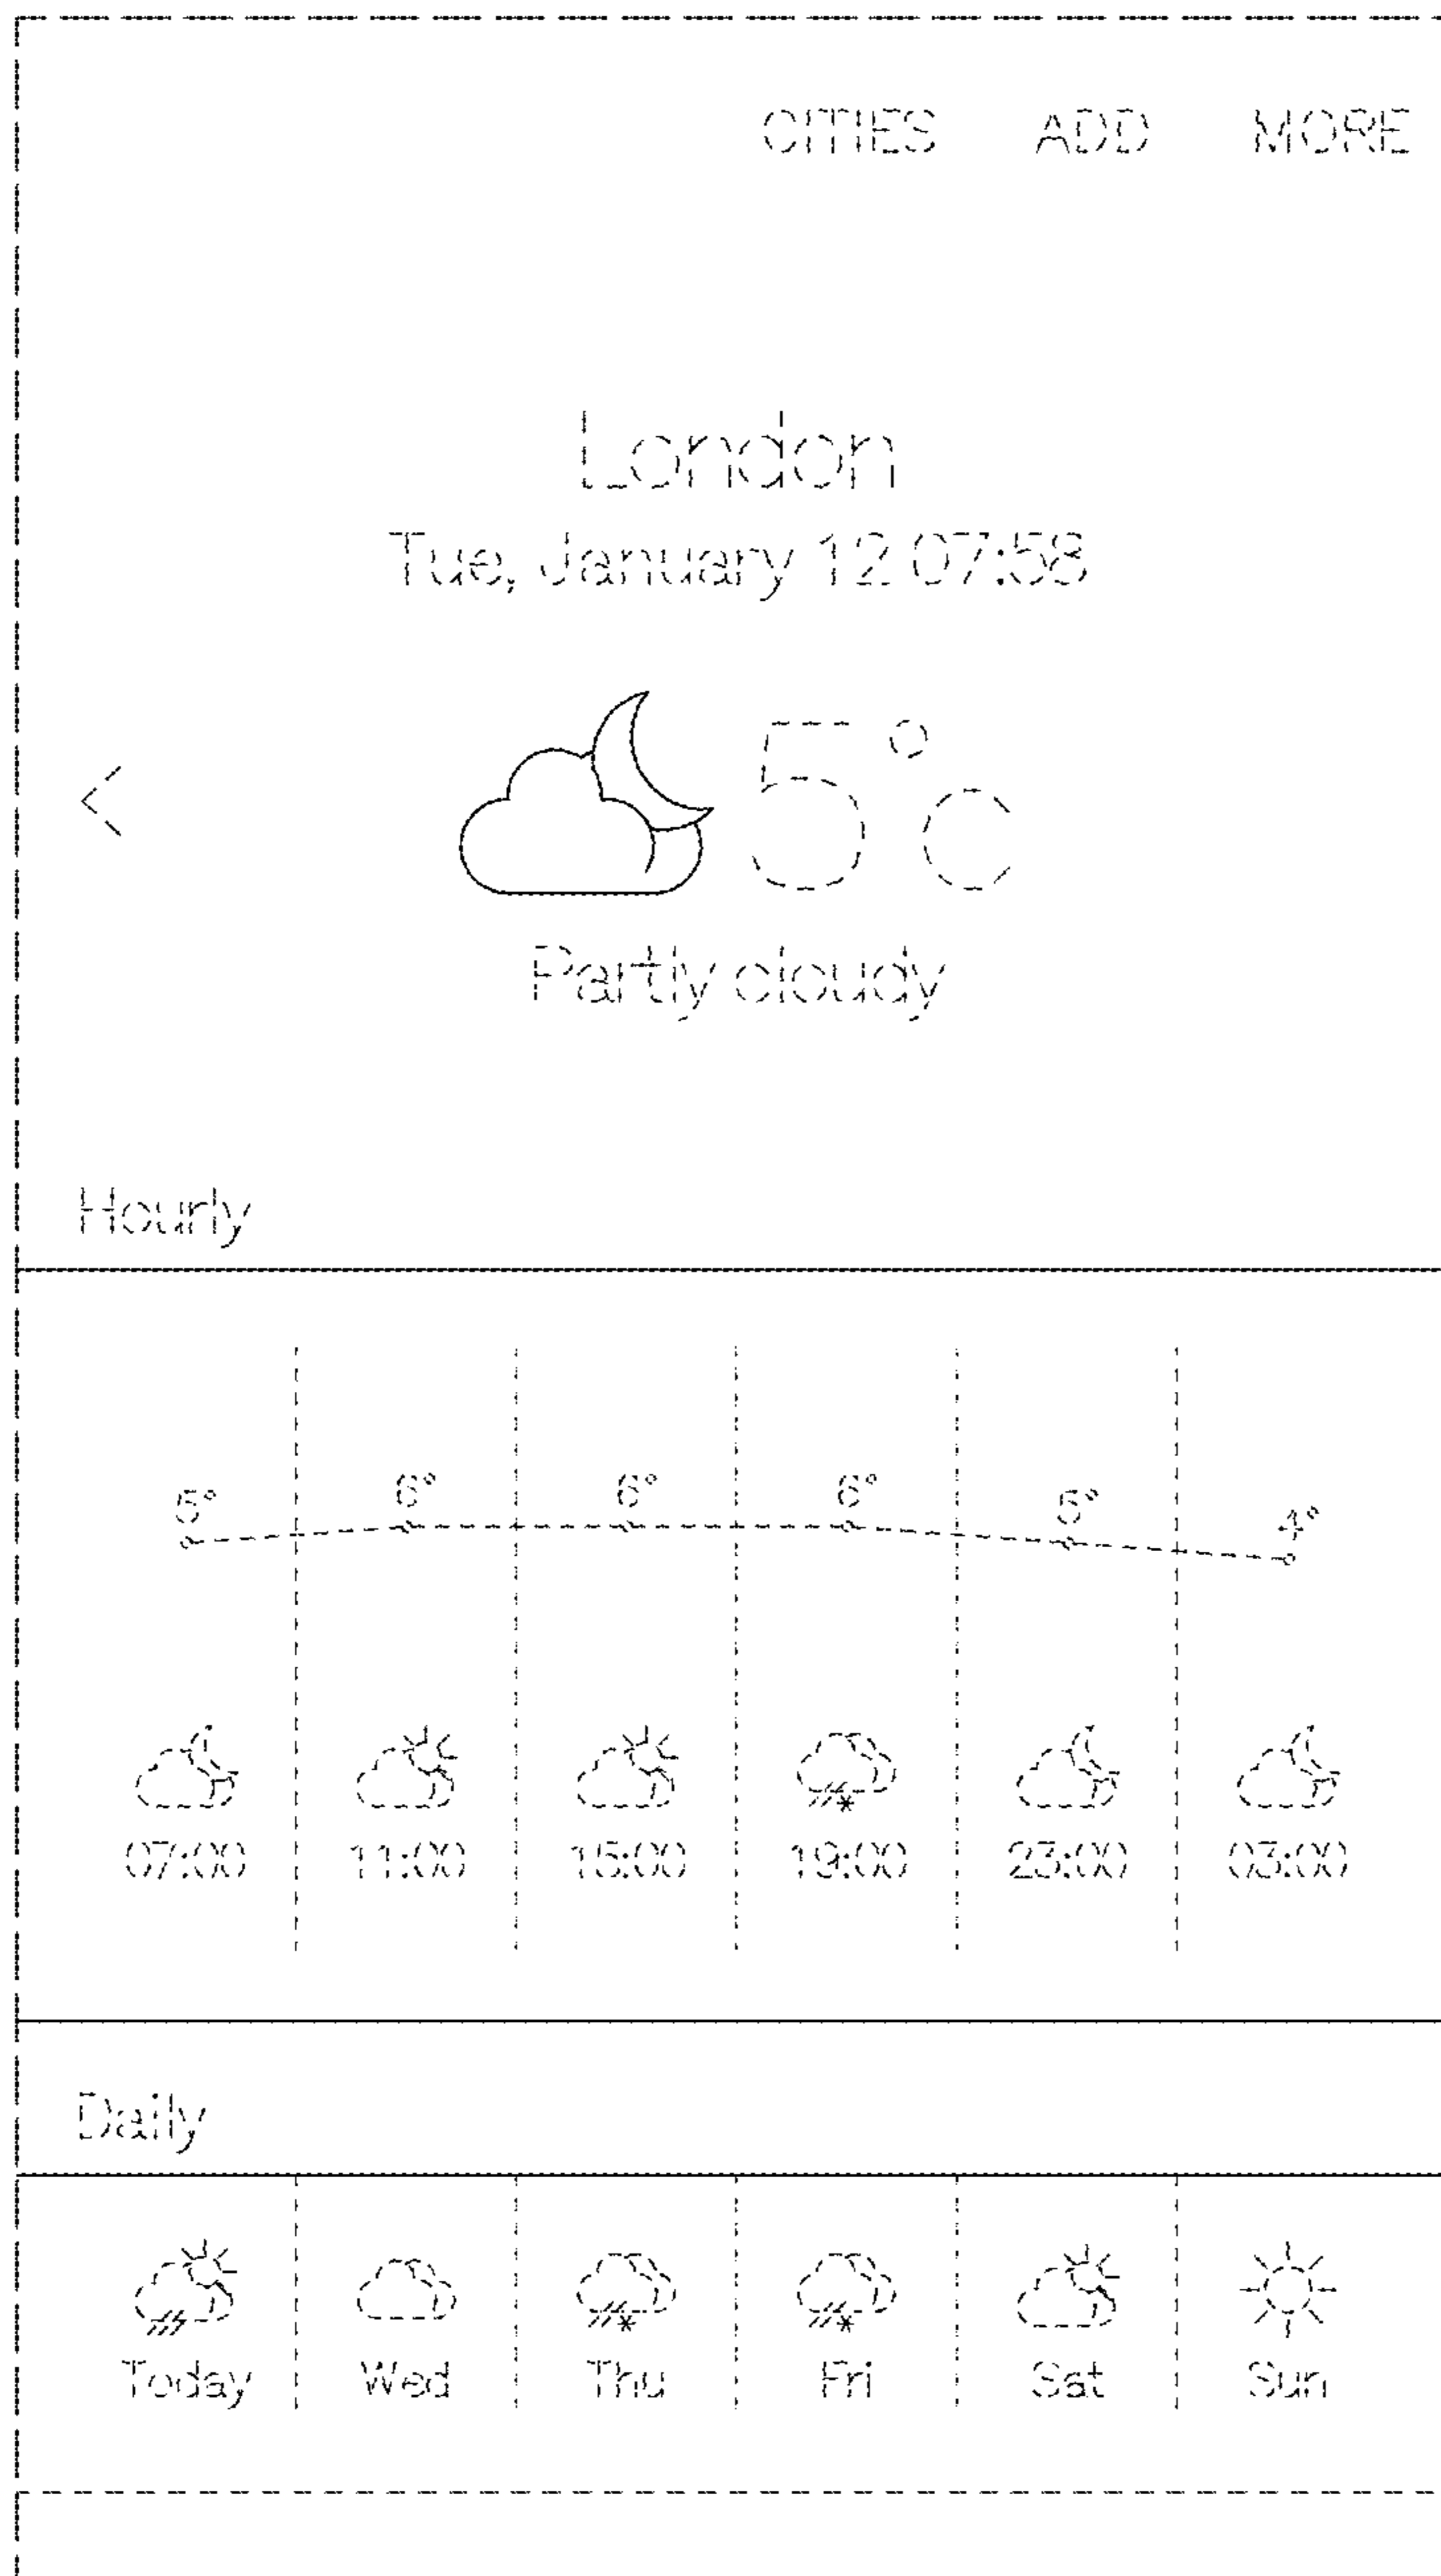 CITIES ADD MORE
London
Tue, January 12 07:58
5°C
Partly cloudy
Hourly
5° 6° 6° 6° 5° 4°
07:00 11:00 15:00 19:00 23:00 03:00
Daily
Today Wed Thu Fri Sat Sun